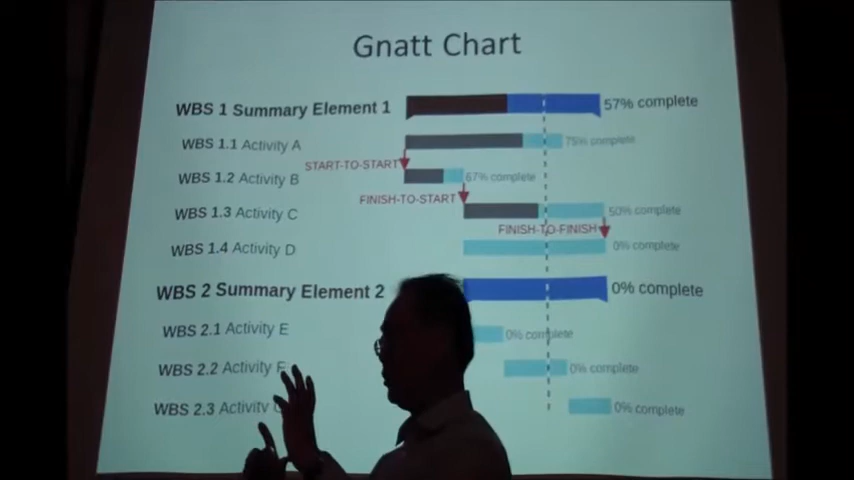 Gnatt Chart
WBS 1 Summary Element 1 57% complete
WBS 1.1 Activity A 75% complete
START-TO-START
WBS 1.2 Activity B 67% complete
FINISH-TO-START
WBS 1.3 Activity C 50% complete
FINISH-TO-FINISH
WBS 1.4 Activity D 0% complete
WBS 2 Summary Element 2 0% complete
WBS 2.1 Activity E 0% complete
WBS 2.2 Activity F 0% complete
WBS 2.3 Activity 0% complete